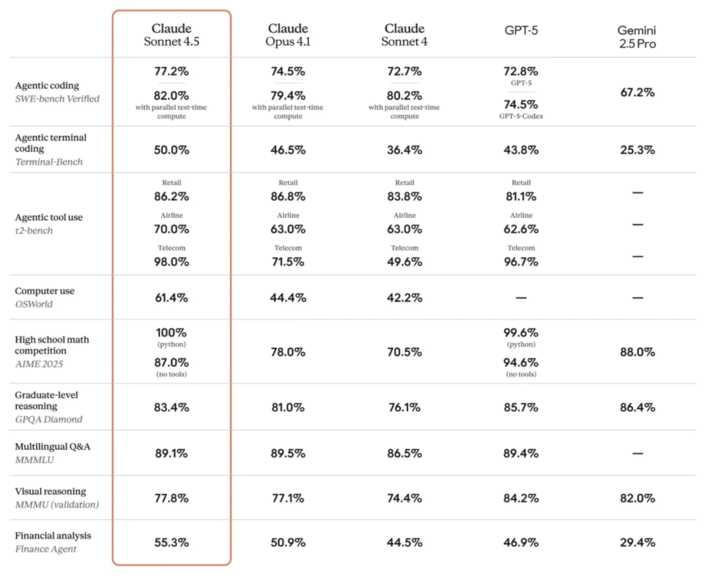 Claude
Sonnet 4.5
Claude
Opus 4.1
Claude
Sonnet 4
GPT-5
Gemini
2.5 Pro
Agentic coding
SWE-bench Verified
77.2%
82.0%
with parallel test-time
compute
74.5%
79.4%
with parallel test-time
compute
72.7%
80.2%
with parallel test-time
compute
72.8%
GPT-5
74.5%
GPT-5-Codex
67.2%
Agentic terminal
coding
Terminal-Bench
50.0%
46.5%
36.4%
43.8%
25.3%
Agentic tool use
τ2-bench
Retail
86.2%
Airline
70.0%
Telecom
98.0%
Retail
86.8%
Airline
63.0%
Telecom
71.5%
Retail
83.8%
Airline
63.0%
Telecom
49.6%
Retail
81.1%
Airline
62.6%
Telecom
96.7%
—
—
—
Computer use
OSWorld
61.4%
44.4%
42.2%
—
—
High school math
competition
AIME 2025
100%
(python)
87.0%
(no tools)
78.0%
70.5%
99.6%
(python)
94.6%
(no tools)
88.0%
Graduate-level
reasoning
GPQA Diamond
83.4%
81.0%
76.1%
85.7%
86.4%
Multilingual Q&A
MMMLU
89.1%
89.5%
86.5%
89.4%
—
Visual reasoning
MMMU (validation)
77.8%
77.1%
74.4%
84.2%
82.0%
Financial analysis
Finance Agent
55.3%
50.9%
44.5%
46.9%
29.4%